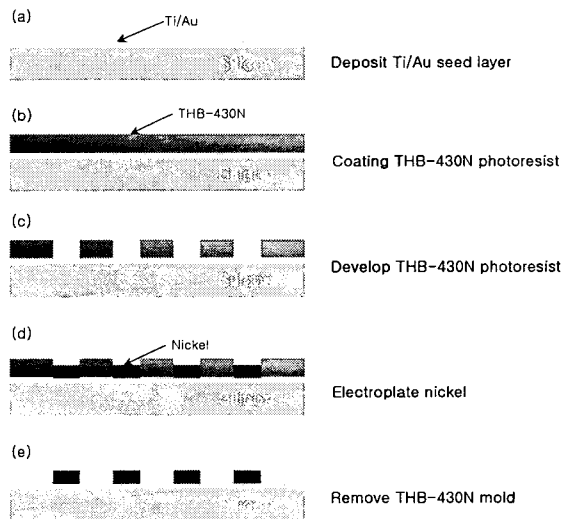 (a)
Ti/Au
Deposit Ti/Au seed layer
(b)
THB-430N
Coating THB-430N photoresist
(c)
Develop THB-430N photoresist
(d)
Nickel
Electroplate nickel
(e)
Remove THB-430N mold